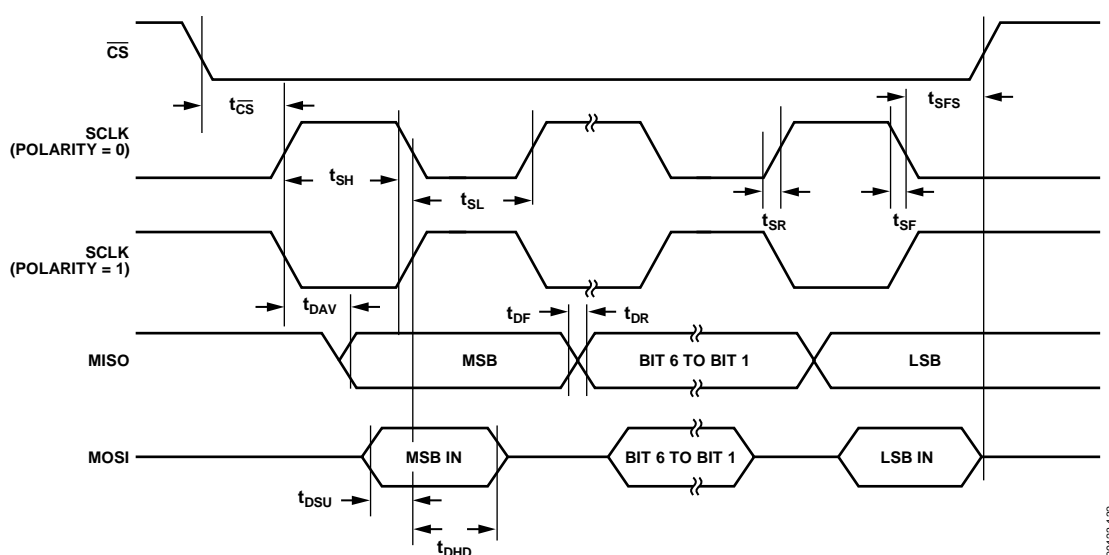 CS
tCS
tSFS
SCLK
(POLARITY = 0)
tSH
tSL
tSR
tSF
SCLK
(POLARITY = 1)
tDAV
tDF
tDR
MISO
MSB
BIT 6 TO BIT 1
LSB
MOSI
MSB IN
BIT 6 TO BIT 1
LSB IN
tDSU
tDHD